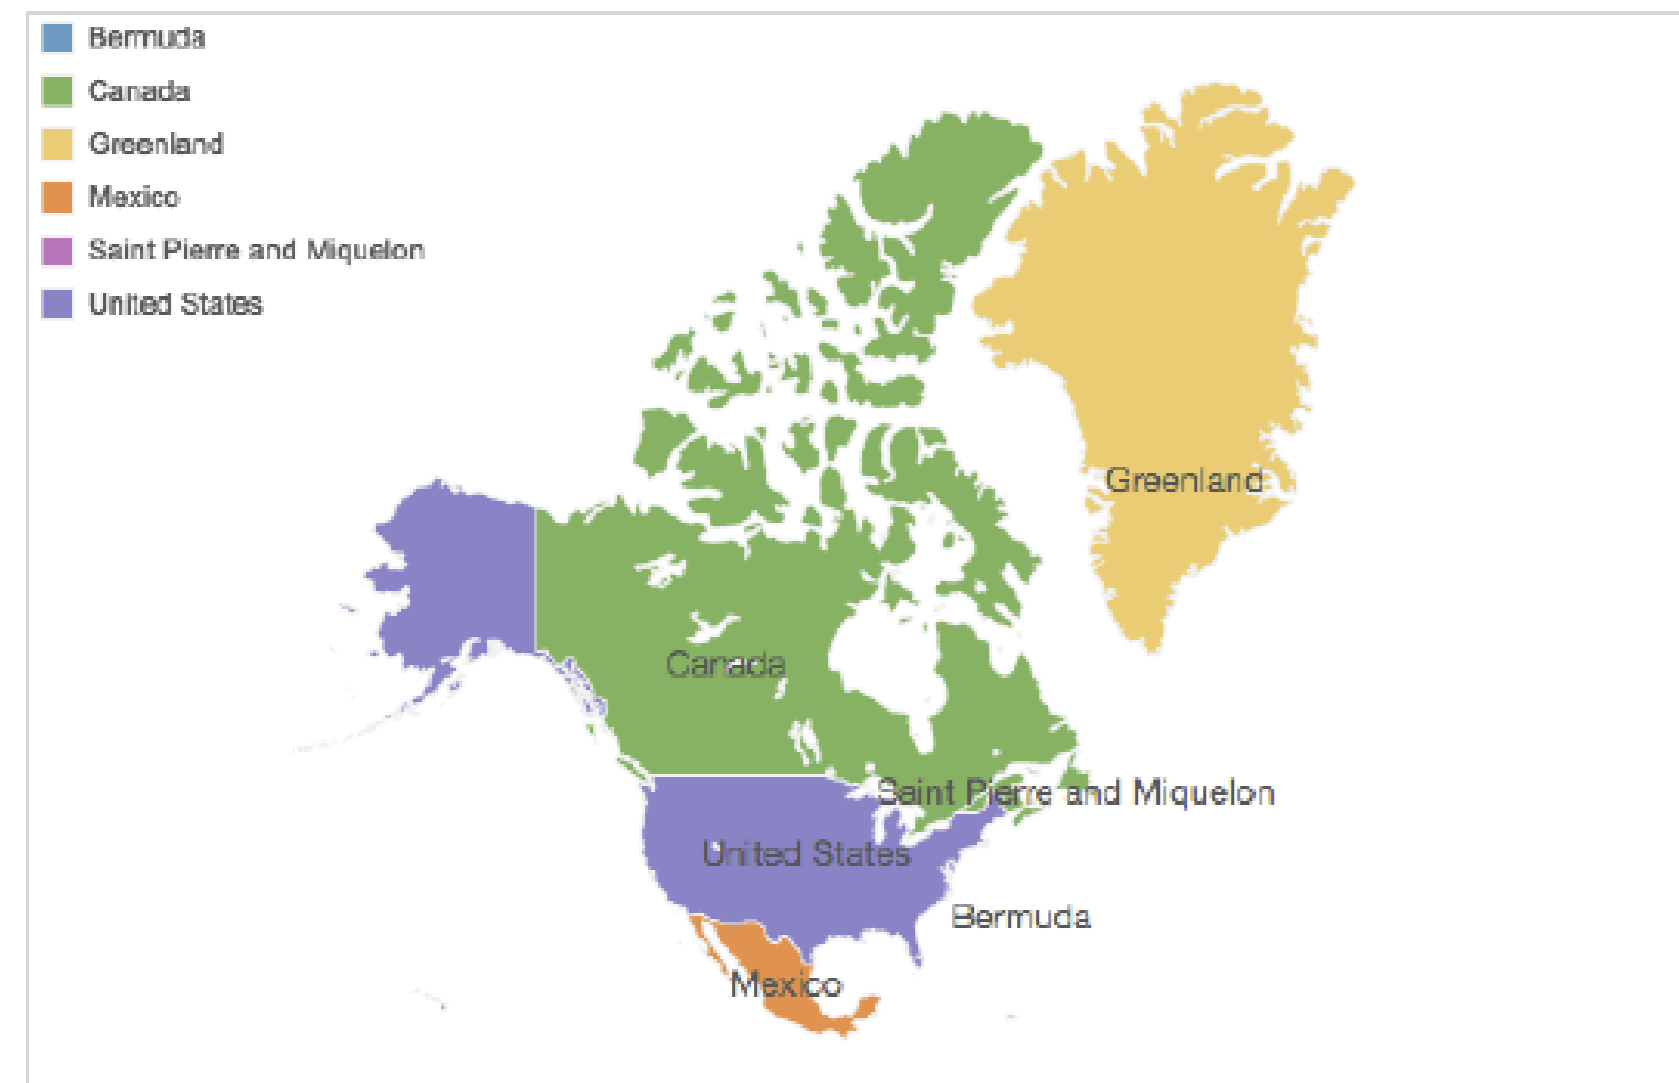 Bermuda
Canada
Greenland
Mexico
Saint Pierre and Miquelon
United States
Greenland
Canada
Saint Pierre and Miquelon
United States
Bermuda
Mexico